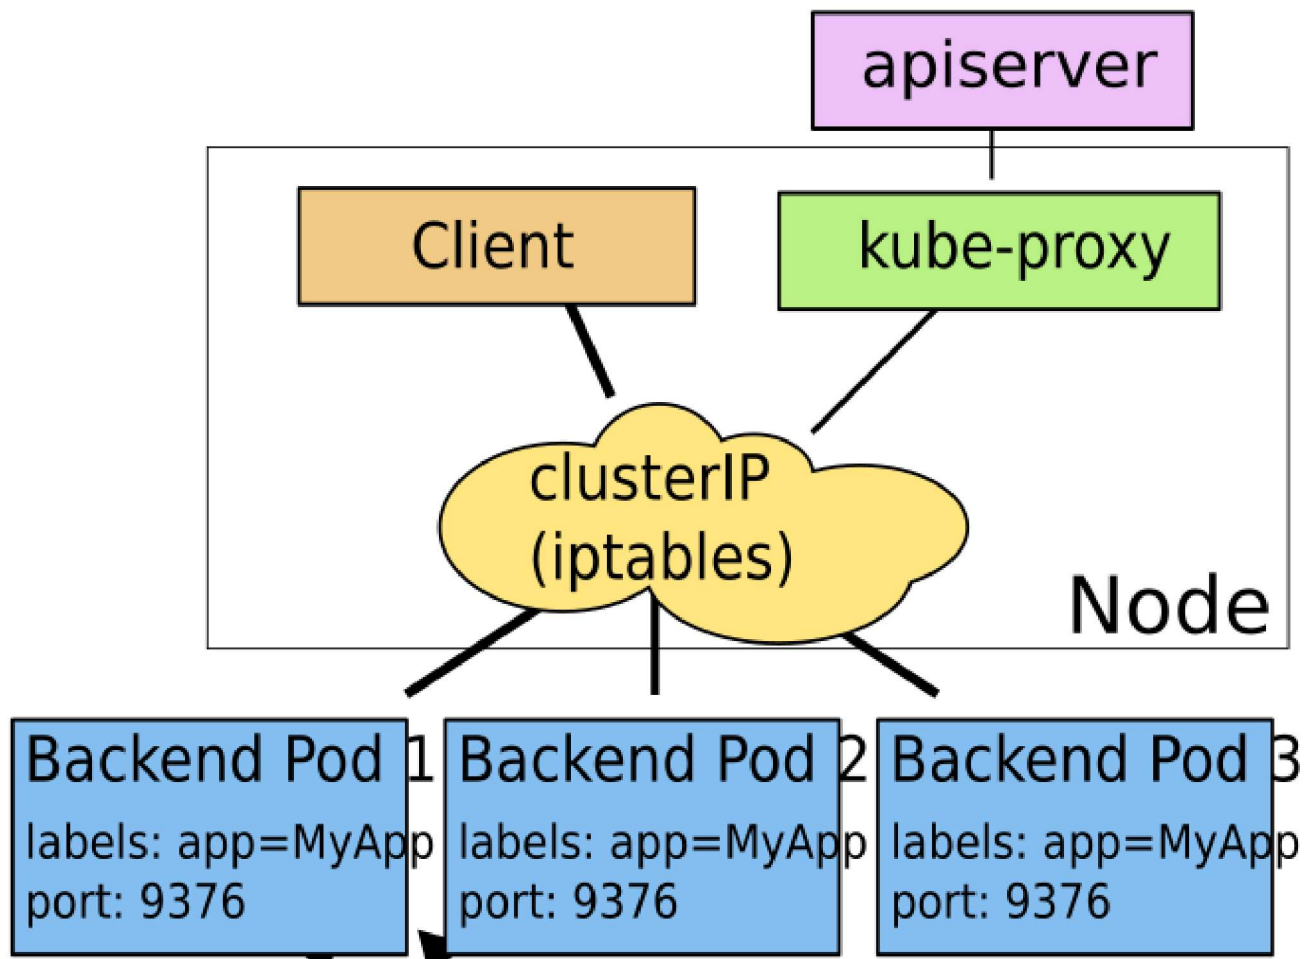 apiserver
Client
kube-proxy
clusterIP
(iptables)
Node
Backend Pod 1
labels: app=MyApp
port: 9376
Backend Pod 2
labels: app=MyApp
port: 9376
Backend Pod 3
labels: app=MyApp
port: 9376